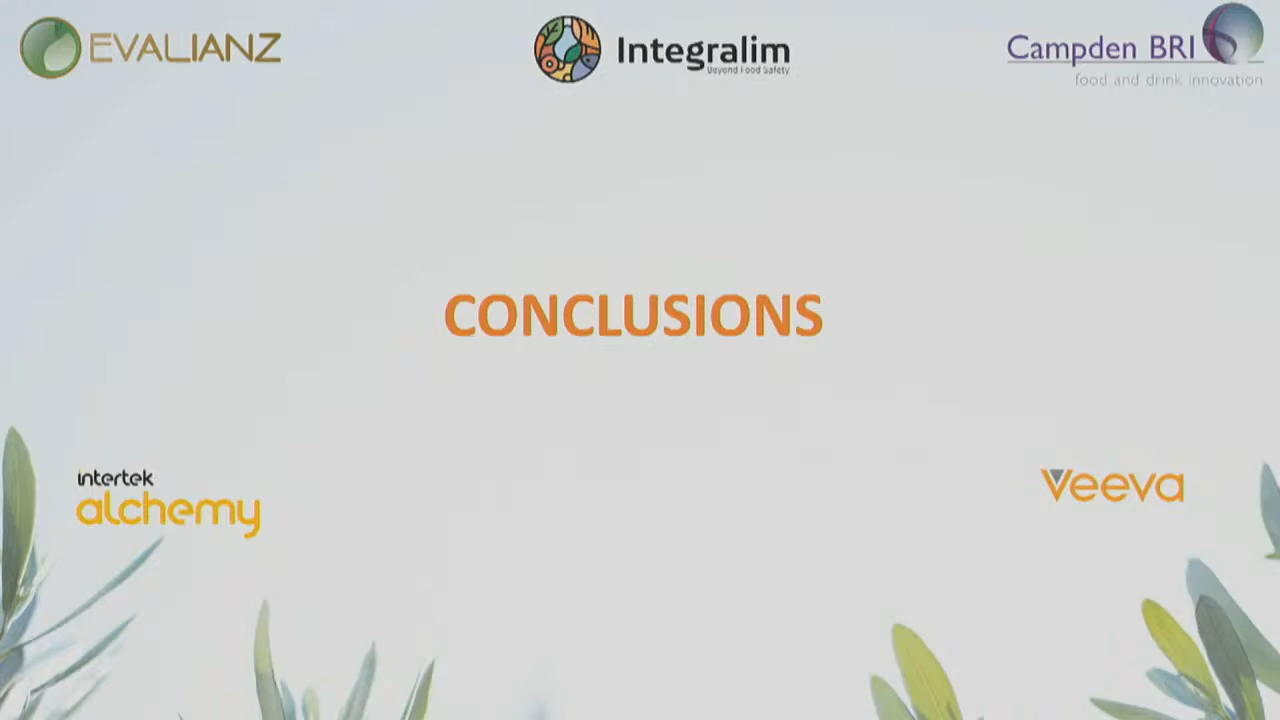 EVALIANZ
Integralim
Beyond Food Safety
Campden BRI
food and drink innovation
CONCLUSIONS
intertek
alchemy
Veeva